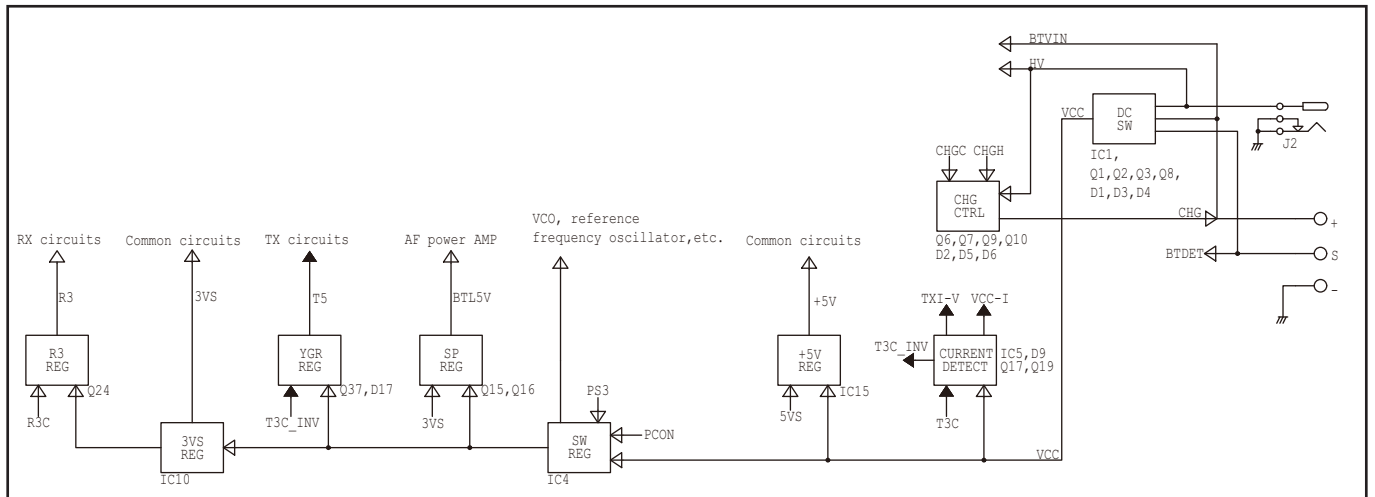 BTVIN
HV
VCC
DC
SW
J2
IC1,
Q1,Q2,Q3,Q8,
D1,D3,D4
CHGC CHGH
CHG
CTRL
CHG
+
Q6,Q7,Q9,Q10
D2,D5,D6
BTDET
S
-
VCO, reference
frequency oscillator,etc.
RX circuits
Common circuits
TX circuits
AF power AMP
Common circuits
R3
3VS
T5
BTL5V
+5V
TXI-V VCC-I
R3
REG
Q24
YGR
REG
Q37,D17
SP
REG
Q15,Q16
+5V
REG
IC15
T3C_INV
CURRENT
DETECT
IC5,D9
Q17,Q19
PS3
R3C
T3C_INV
3VS
5VS
T3C
3VS
REG
IC10
SW
REG
IC4
PCON
VCC